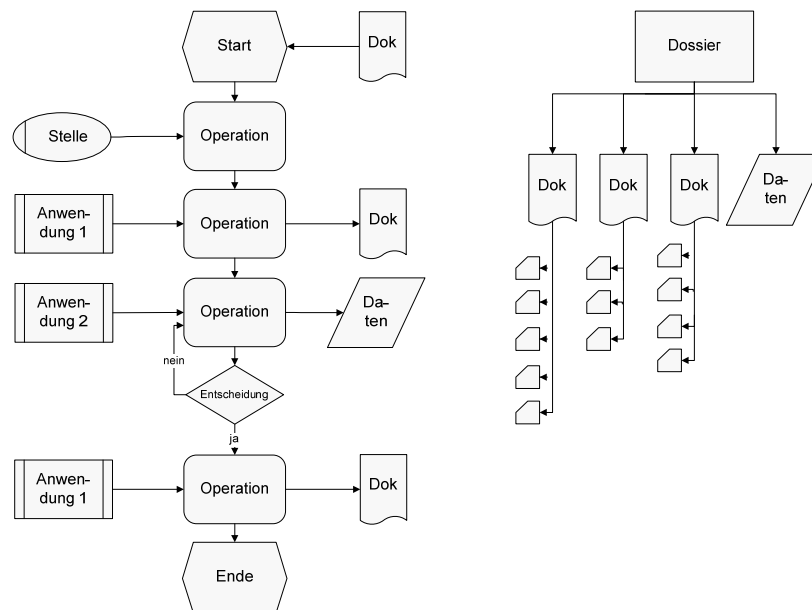 Start
Dok
Stelle
Operation
Anwen-
dung 1
Operation
Dok
Anwen-
dung 2
Operation
Da-
ten
nein
Entscheidung
ja
Anwen-
dung 1
Operation
Dok
Ende
Dossier
Dok
Dok
Dok
Da-
ten